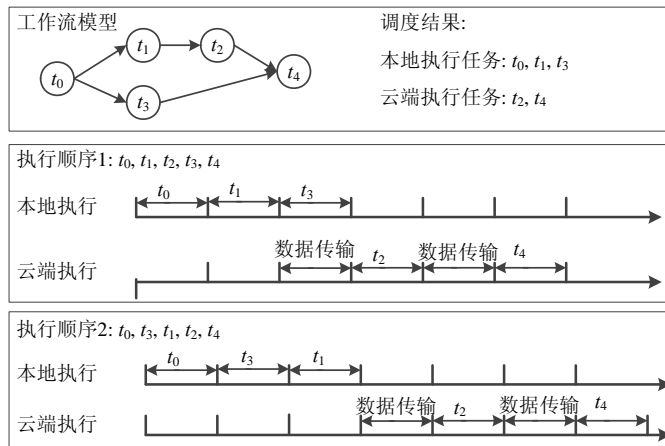 工作流模型
t1
t2
t0
t4
t3
调度结果:
本地执行任务: t0, t1, t3
云端执行任务: t2, t4
执行顺序1: t0, t1, t2, t3, t4
t0 t1 t3
本地执行
数据传输 t2 数据传输 t4
云端执行
执行顺序2: t0, t3, t1, t2, t4
t0 t3 t1
本地执行
数据传输 t2 数据传输 t4
云端执行